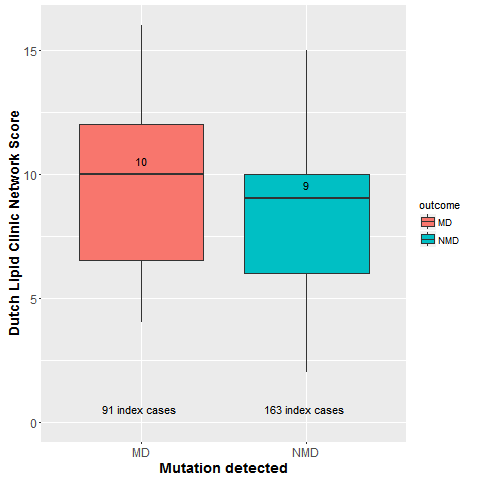 Dutch Lipid Clinic Network Score
15
10
5
0
10
9
91 index cases
163 index cases
MD
NMD
Mutation detected
outcome
MD
NMD